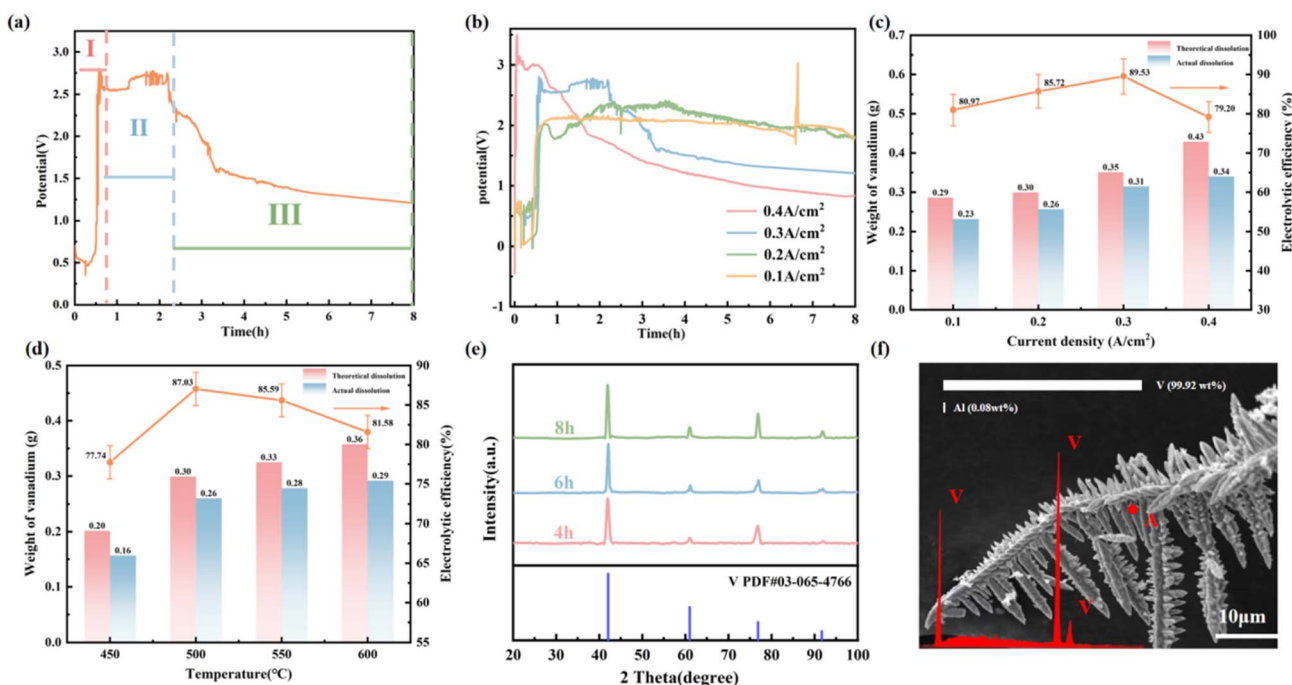 (a)
I
II
III
Potential(V)
3.0
2.5
2.0
1.5
1.0
0.5
0.0
0
1
2
3
4
5
6
7
8
Time(h)
(b)
potential(V)
3
2
1
0
-1
0.4A/cm²
0.3A/cm²
0.2A/cm²
0.1A/cm²
0
1
2
3
4
5
6
7
8
Time(h)
(c)
Weight of vanadium (g)
0.7
0.6
0.5
0.4
0.3
0.2
0.1
0.0
Theoretical dissolution
Actual dissolution
80.97
85.72
89.53
79.20
0.29
0.23
0.30
0.26
0.35
0.31
0.43
0.34
100
90
80
70
60
50
40
30
Electrolytic efficiency (%)
0.1
0.2
0.3
0.4
Current density (A/cm²)
(d)
Weight of vanadium (g)
0.5
0.4
0.3
0.2
0.1
0.0
Theoretical dissolution
Actual dissolution
77.74
87.03
85.59
81.58
0.20
0.16
0.30
0.26
0.33
0.28
0.36
0.29
90
85
80
75
70
65
60
55
Electrolytic efficiency(%)
450
500
550
600
Temperature(°C)
(e)
Intensity(a.u.)
8h
6h
4h
V PDF#03-065-4766
20
30
40
50
60
70
80
90
100
2 Theta(degree)
(f)
V (99.92 wt%)
Al (0.08wt%)
V
V
V
A
10μm